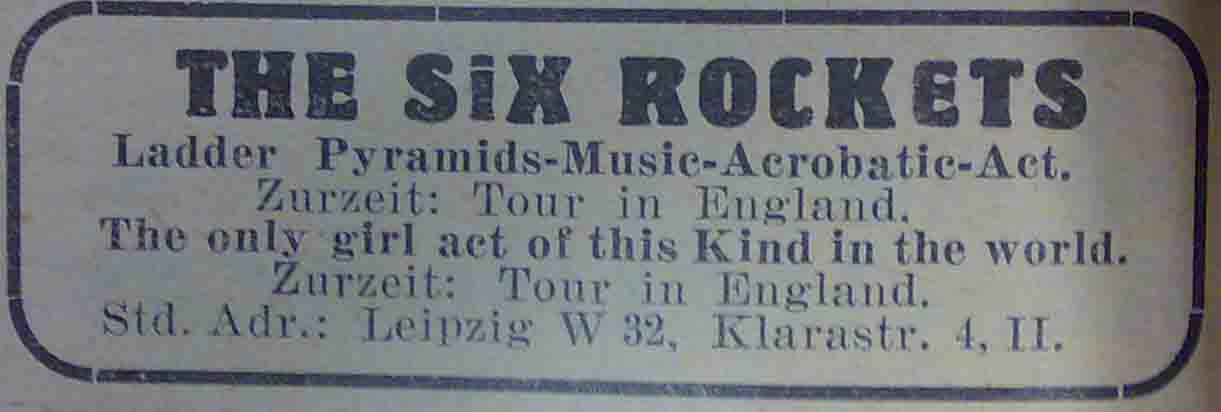 THE SiX ROCKETS
Ladder Pyramids-Music-Acrobatic-Act.
Zurzeit: Tour in England.
The only girl act of this Kind in the world.
Zurzeit: Tour in England.
Std. Adr.: Leipzig W 32, Klarastr. 4, II.